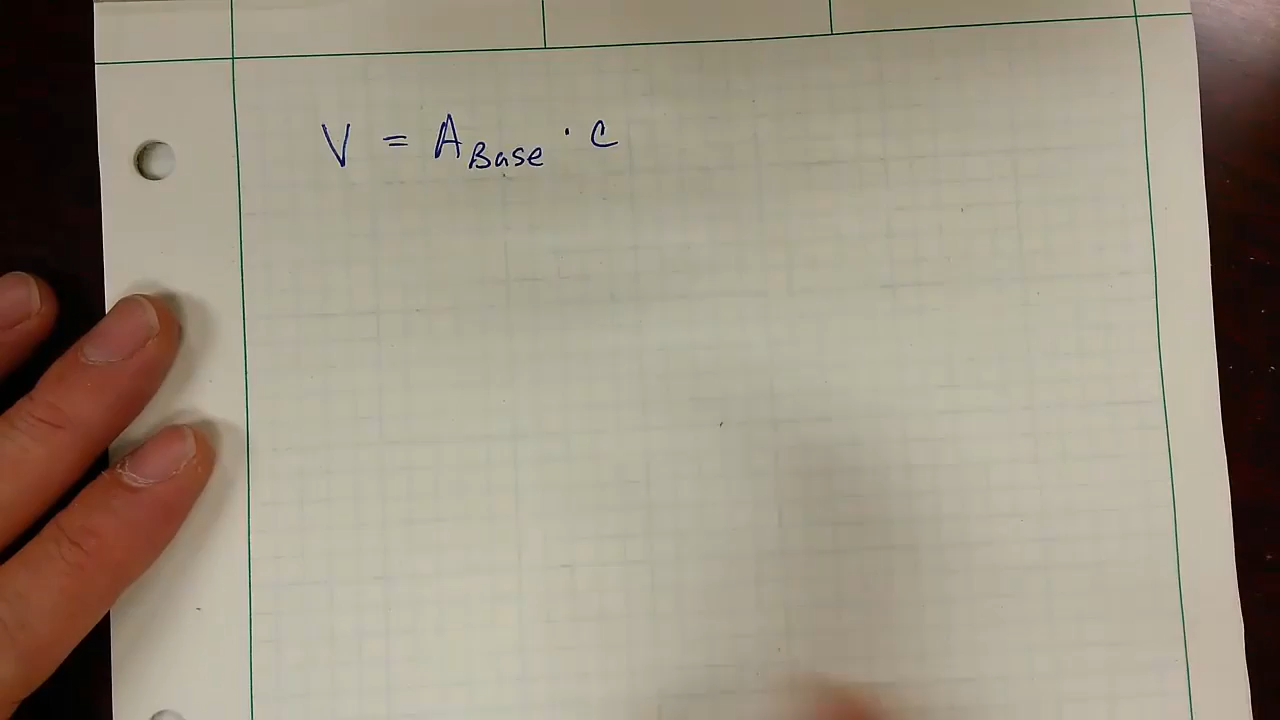 V = A_Base · c